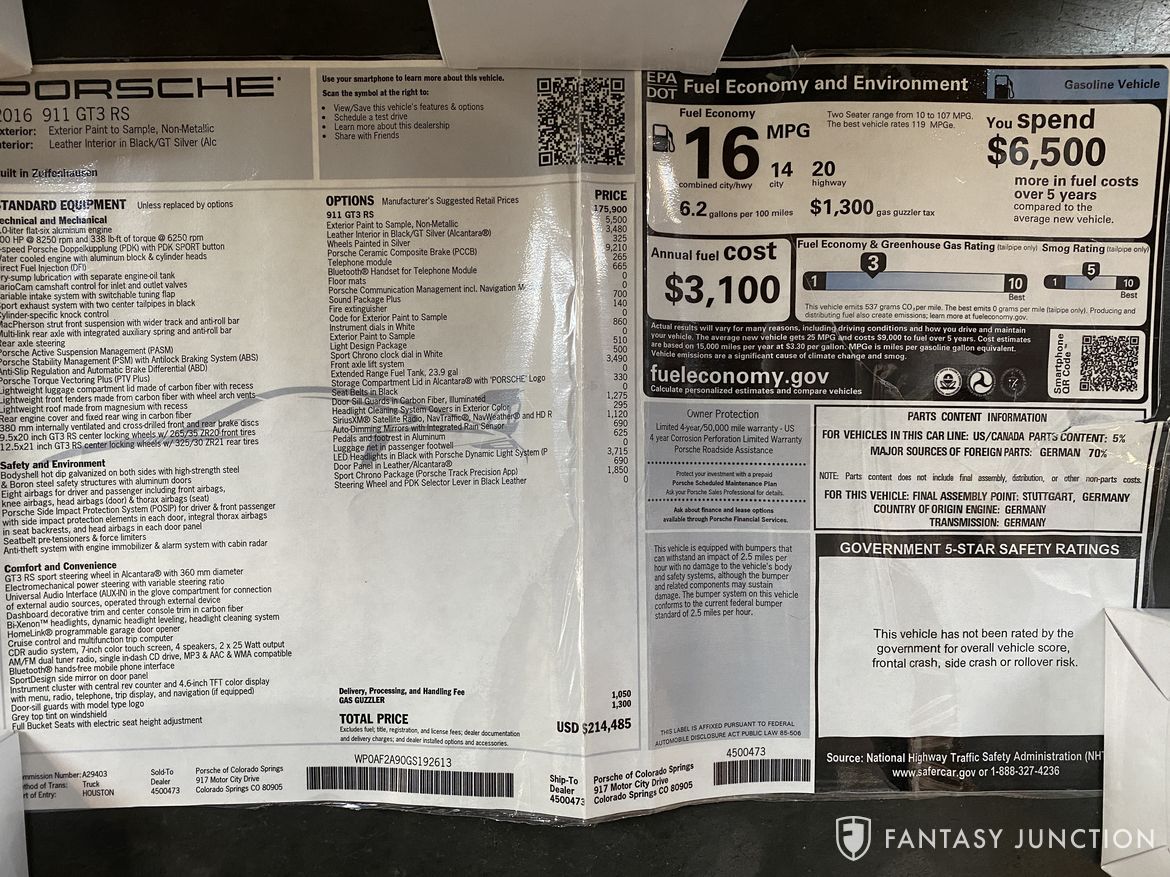 PORSCHE
2016 911 GT3 RS
Exterior: Exterior Paint to Sample, Non-Metallic
Interior: Leather Interior in Black/GT Silver (Alc
Built in Zuffenhausen
Use your smartphone to learn more about this vehicle.
Scan the symbol at the right to:
• View/Save this vehicle's features & options
• Schedule a test drive
• Learn more about this dealership
• Share with Friends
STANDARD EQUIPMENT Unless replaced by options
Technical and Mechanical
4.0-liter flat-six aluminum engine
500 HP @ 8250 rpm and 338 lb-ft of torque @ 6250 rpm
7-speed Porsche Doppelkupplung (PDK) with PDK SPORT button
Water cooled engine with aluminum block & cylinder heads
Direct Fuel Injection (DFI)
Dry-sump lubrication with separate engine-oil tank
VarioCam camshaft control for inlet and outlet valves
Variable intake system with switchable tuning flap
Sport exhaust system with two center tailpipes in black
Cylinder-specific knock control
MacPherson strut front suspension with wider track and anti-roll bar
Multi-link rear axle with integrated auxiliary spring and anti-roll bar
Rear axle steering
Porsche Active Suspension Management (PASM)
Porsche Stability Management (PSM) with Antilock Braking System (ABS)
Anti-Slip Regulation and Automatic Brake Differential (ABD)
Porsche Torque Vectoring Plus (PTV Plus)
Lightweight luggage compartment lid made of carbon fiber with recess
Lightweight front fenders made from carbon fiber with wheel arch vents
Lightweight roof made from magnesium with recess
Rear engine cover and fixed rear wing in carbon fiber
380 mm internally ventilated and cross-drilled front and rear brake discs
9.5x20 inch GT3 RS center locking wheels w/ 265/35 ZR20 front tires
12.5x21 inch GT3 RS center locking wheels w/ 325/30 ZR21 rear tires
Safety and Environment
Bodyshell hot dip galvanized on both sides with high-strength steel
& Boron steel safety structures with aluminum doors
Eight airbags for driver and passenger including front airbags,
knee airbags, head airbags (door) & thorax airbags (seat)
Porsche Side Impact Protection System (POSIP) for driver & front passenger
with side impact protection elements in each door, integral thorax airbags
in seat backrests, and head airbags in each door panel
Seatbelt pre-tensioners & force limiters
Anti-theft system with engine immobilizer & alarm system with cabin radar
Comfort and Convenience
GT3 RS sport steering wheel in Alcantara® with 360 mm diameter
Electromechanical power steering with variable steering ratio
Universal Audio Interface (AUX-IN) in the glove compartment for connection
of external audio sources, operated through external device
Dashboard decorative trim and center console trim in carbon fiber
Bi-Xenon™ headlights, dynamic headlight leveling, headlight cleaning system
HomeLink® programmable garage door opener
Cruise control and multifunction trip computer
CDR audio system, 7-inch color touch screen, 4 speakers, 2 x 25 Watt output
AM/FM dual tuner radio, single in-dash CD drive, MP3 & AAC & WMA compatible
Bluetooth® hands-free mobile phone interface
SportDesign side mirror on door panel
Instrument cluster with central rev counter and 4.6-inch TFT color display
with menu, radio, telephone, trip display, and navigation (if equipped)
Door-sill guards with model type logo
Grey top tint on windshield
Full Bucket Seats with electric seat height adjustment
OPTIONS Manufacturer's Suggested Retail Prices PRICE
911 GT3 RS 175,900
Exterior Paint to Sample, Non-Metallic 5,500
Leather Interior in Black/GT Silver (Alcantara®) 3,480
Wheels Painted in Silver 325
Porsche Ceramic Composite Brake (PCCB) 9,210
Telephone module 265
Bluetooth® Handset for Telephone Module 665
Floor mats 0
Porsche Communication Management incl. Navigation M 0
Sound Package Plus 700
Fire extinguisher 140
Code for Exterior Paint to Sample 0
Instrument dials in White 860
Seat Belts in Black
Light Design Package 510
Sport Chrono clock dial in White 500
Front axle lift system 3,490
Extended Range Fuel Tank, 23.9 gal 0
Storage Compartment Lid in Alcantara® with 'PORSCHE' Logo 330
Door Sill Guards in Carbon Fiber, Illuminated 1,275
Headlight Cleaning System Covers in Exterior Color 295
SiriusXM® Satellite Radio, NavTraffic®, NavWeather® and HD R 1,120
Auto-Dimming Mirrors with Integrated Rain Sensor 690
Pedals and footrest in Aluminum 625
Luggage net in passenger footwell 0
LED Headlights in Black with Porsche Dynamic Light System (P 3,715
Door Panel in Leather/Alcantara® 690
Sport Chrono Package (Porsche Track Precision App) 1,850
Steering Wheel and PDK Selector Lever in Black Leather 0
Delivery, Processing, and Handling Fee 1,050
GAS GUZZLER 1,300
TOTAL PRICE USD $214,485
Excludes fuel; title, registration, and license fees; dealer documentation
and delivery charges; and dealer installed options and accessories.
Commission Number: A29403
Method of Trans: Truck
Port of Entry: HOUSTON
Sold-To
Dealer
4500473
Porsche of Colorado Springs
917 Motor City Drive
Colorado Springs CO 80905
WP0AF2A90GS192613
Ship-To
Dealer
4500473
Porsche of Colorado Springs
917 Motor City Drive
Colorado Springs CO 80905
4500473
EPA
DOT
Fuel Economy and Environment
Gasoline Vehicle
Fuel Economy
16 MPG
combined city/hwy
14 city
20 highway
6.2 gallons per 100 miles
$1,300 gas guzzler tax
Two Seater range from 10 to 107 MPG.
The best vehicle rates 119 MPGe.
You spend
$6,500
more in fuel costs
over 5 years
compared to the
average new vehicle.
Annual fuel cost
$3,100
Fuel Economy & Greenhouse Gas Rating (tailpipe only)
3
1 10
Best
Smog Rating (tailpipe only)
5
1 10
Best
This vehicle emits 537 grams CO2 per mile. The best emits 0 grams per mile (tailpipe only). Producing and
distributing fuel also create emissions; learn more at fueleconomy.gov.
Actual results will vary for many reasons, including driving conditions and how you drive and maintain
your vehicle. The average new vehicle gets 25 MPG and costs $9,000 to fuel over 5 years. Cost estimates
are based on 15,000 miles per year at $3.30 per gallon. MPGe is miles per gasoline gallon equivalent.
Vehicle emissions are a significant cause of climate change and smog.
fueleconomy.gov
Calculate personalized estimates and compare vehicles
Smartphone
QR Code
Owner Protection
Limited 4-year/50,000 mile warranty - US
4 year Corrosion Perforation Limited Warranty
Porsche Roadside Assistance
Protect your investment with a prepaid
Porsche Scheduled Maintenance Plan
Ask your Porsche Sales Professional for details.
Ask about finance and lease options
available through Porsche Financial Services.
This vehicle is equipped with bumpers that
can withstand an impact of 2.5 miles per
hour with no damage to the vehicle's body
and safety systems, although the bumper
and related components may sustain
damage. The bumper system on this vehicle
conforms to the current federal bumper
standard of 2.5 miles per hour.
THIS LABEL IS AFFIXED PURSUANT TO FEDERAL
AUTOMOBILE DISCLOSURE ACT PUBLIC LAW 85-506
PARTS CONTENT INFORMATION
FOR VEHICLES IN THIS CAR LINE: US/CANADA PARTS CONTENT: 5%
MAJOR SOURCES OF FOREIGN PARTS: GERMAN 70%
NOTE: Parts content does not include final assembly, distribution, or other non-parts costs.
FOR THIS VEHICLE: FINAL ASSEMBLY POINT: STUTTGART, GERMANY
COUNTRY OF ORIGIN ENGINE: GERMANY
TRANSMISSION: GERMANY
GOVERNMENT 5-STAR SAFETY RATINGS
This vehicle has not been rated by the
government for overall vehicle score,
frontal crash, side crash or rollover risk.
Source: National Highway Traffic Safety Administration (NHT
www.safercar.gov or 1-888-327-4236
FANTASY JUNCTION